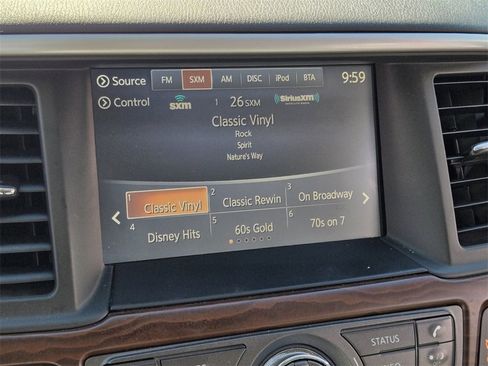 Source FM SXM AM DISC iPod BTA 9:59
Control sxm 1 26 SXM SiriusXM
Classic Vinyl
Rock
Spirit
Nature's Way
1 Classic Vinyl 2 Classic Rewin 3 On Broadway
4 Disney Hits 5 60s Gold 6 70s on 7
STATUS